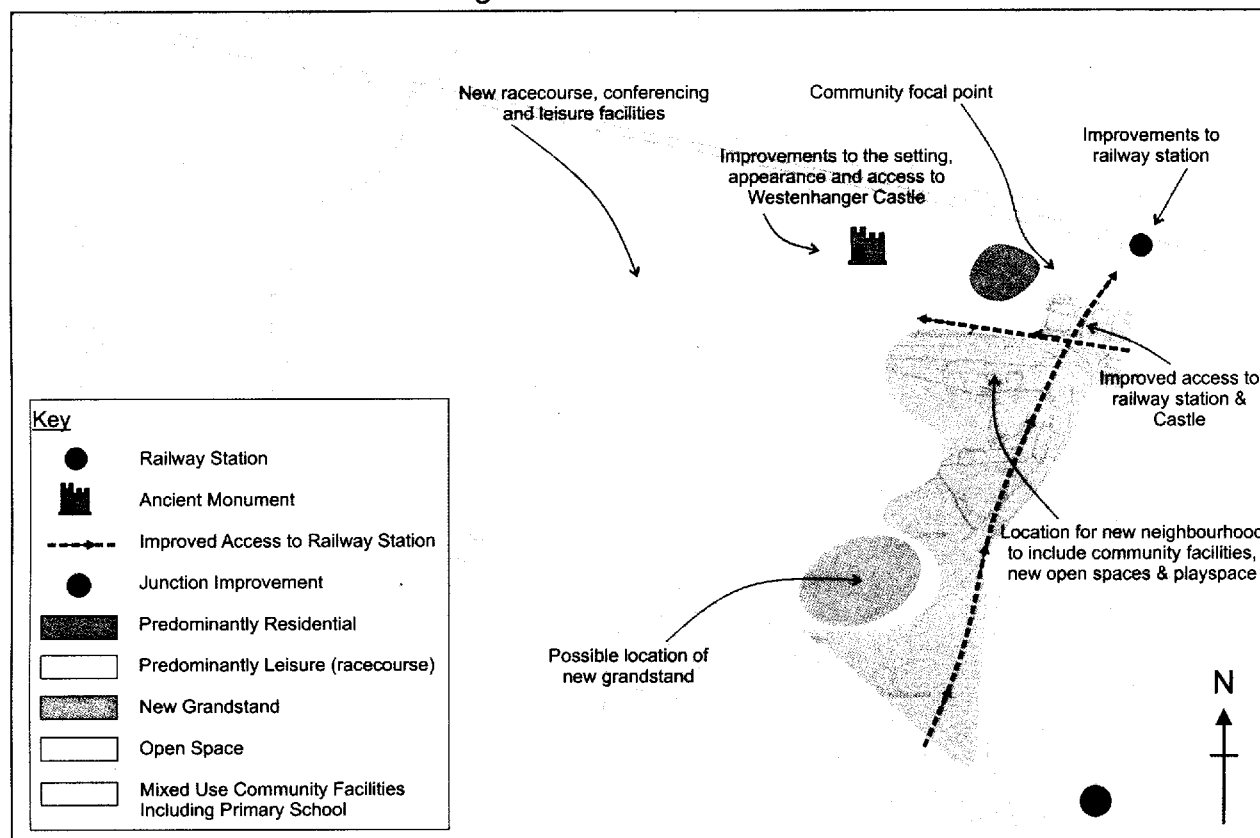 New racecourse, conferencing
and leisure facilities
Community focal point
Improvements to
railway station
Improvements to the setting,
appearance and access to
Westenhanger Castle
Improved access to
railway station &
Castle
Location for new neighbourhood
to include community facilities,
new open spaces & playspace
Possible location of
new grandstand
N
Key
Railway Station
Ancient Monument
Improved Access to Railway Station
Junction Improvement
Predominantly Residential
Predominantly Leisure (racecourse)
New Grandstand
Open Space
Mixed Use Community Facilities
Including Primary School